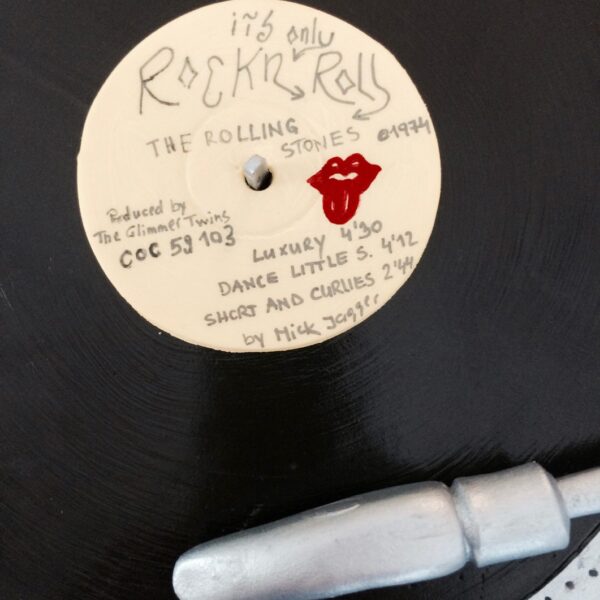 it's only
ROCKN' Roll
THE ROLLING
STONES ©1974
Produced by
The Glimmer Twins
COC 59 103
LUXURY 4'30
DANCE LITTLE S. 4'12
SHORT AND CURLIES 2'44
by Mick Jagger